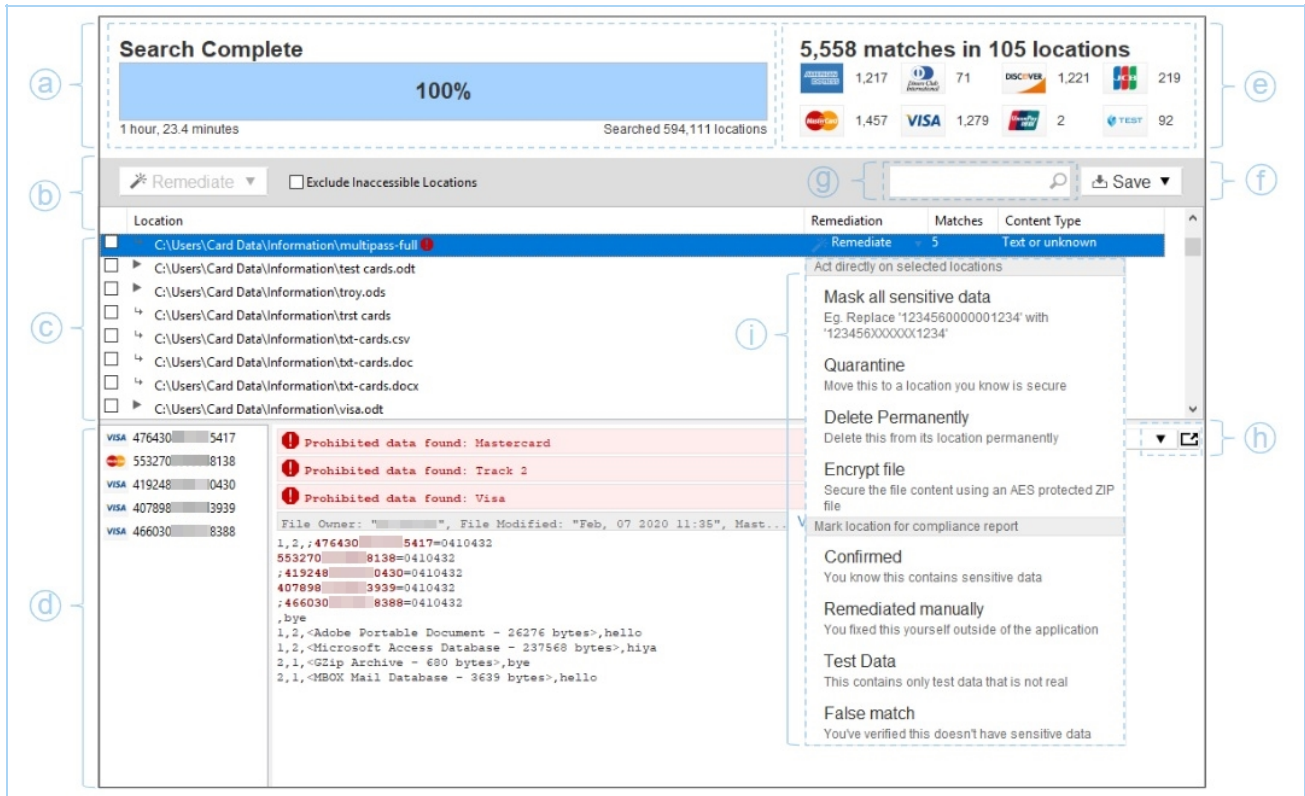 Search Complete
100%
1 hour, 23.4 minutes Searched 594,111 locations
5,558 matches in 105 locations
AMERICAN EXPRESS 1,217 Diners Club International 71 DISCOVER 1,221 JCB 219
MasterCard 1,457 VISA 1,279 UnionPay 2 TEST 92
a
e
Remediate ▼ Exclude Inaccessible Locations
Save ▼
b
g
f
Location Remediation Matches Content Type
C:\Users\Card Data\Information\multipass-full Remediate 5 Text or unknown
C:\Users\Card Data\Information\test cards.odt
C:\Users\Card Data\Information\troy.ods
C:\Users\Card Data\Information\trst cards
C:\Users\Card Data\Information\txt-cards.csv
C:\Users\Card Data\Information\txt-cards.doc
C:\Users\Card Data\Information\txt-cards.docx
C:\Users\Card Data\Information\visa.odt
c
Act directly on selected locations
Mask all sensitive data
Eg. Replace '1234560000001234' with
'123456XXXXXX1234'
Quarantine
Move this to a location you know is secure
Delete Permanently
Delete this from its location permanently
Encrypt file
Secure the file content using an AES protected ZIP
file
Mark location for compliance report
Confirmed
You know this contains sensitive data
Remediated manually
You fixed this yourself outside of the application
Test Data
This contains only test data that is not real
False match
You've verified this doesn't have sensitive data
i
h
VISA 476430 5417
553270 8138
VISA 419248 0430
VISA 407898 3939
VISA 466030 8388
d
Prohibited data found: Mastercard
Prohibited data found: Track 2
Prohibited data found: Visa
File Owner: " ", File Modified: "Feb, 07 2020 11:35", Mast... V
1,2,;476430 5417=0410432
553270 8138=0410432
;419248 0430=0410432
407898 3939=0410432
;466030 8388=0410432
,bye
1,2,<Adobe Portable Document - 26276 bytes>,hello
1,2,<Microsoft Access Database - 237568 bytes>,hiya
2,1,<GZip Archive - 680 bytes>,bye
2,1,<MBOX Mail Database - 3639 bytes>,hello